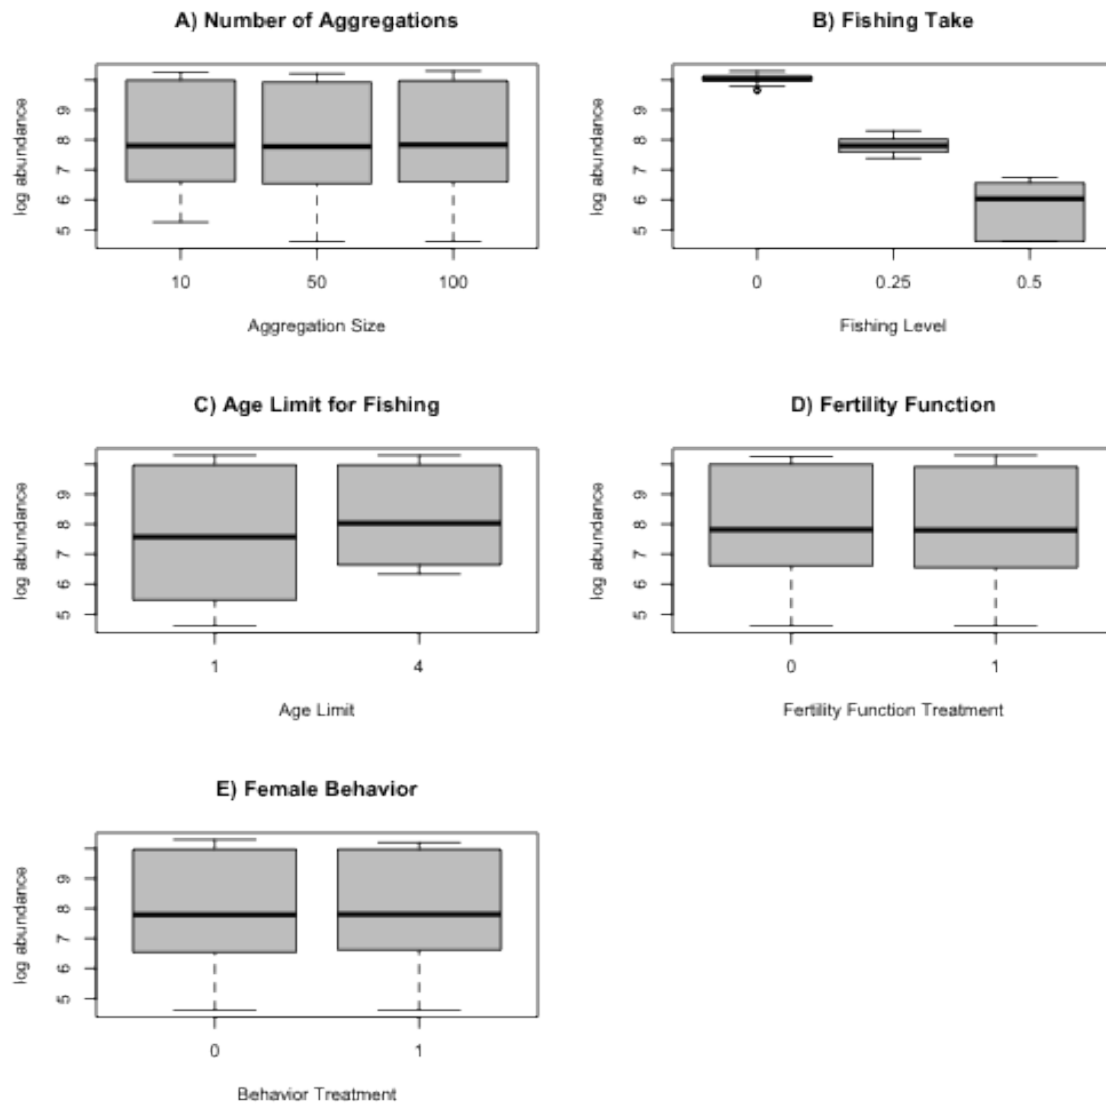 A) Number of Aggregations
log abundance
9
8
7
6
5
10 50 100
Aggregation Size
B) Fishing Take
log abundance
9
8
7
6
5
0 0.25 0.5
Fishing Level
C) Age Limit for Fishing
log abundance
9
8
7
6
5
1 4
Age Limit
D) Fertility Function
log abundance
9
8
7
6
5
0 1
Fertility Function Treatment
E) Female Behavior
log abundance
9
8
7
6
5
0 1
Behavior Treatment